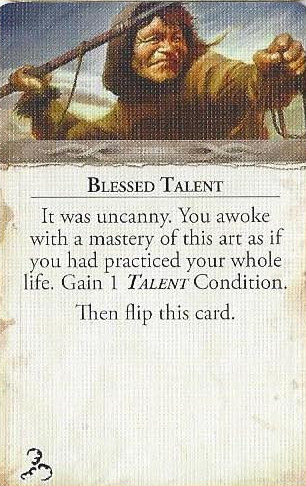 BLESSED TALENT
It was uncanny. You awoke
with a mastery of this art as if
you had practiced your whole
life. Gain 1 TALENT Condition.
Then flip this card.